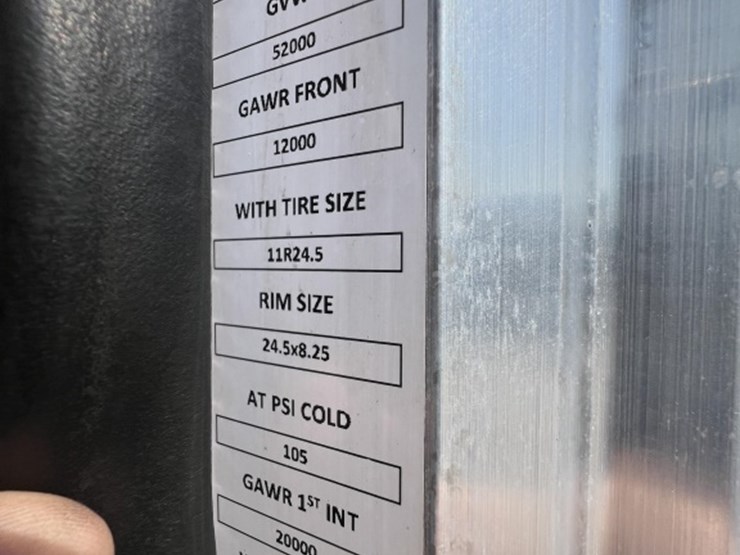 52000
GAWR FRONT
12000
WITH TIRE SIZE
11R24.5
RIM SIZE
24.5x8.25
AT PSI COLD
105
GAWR 1ST INT
20000